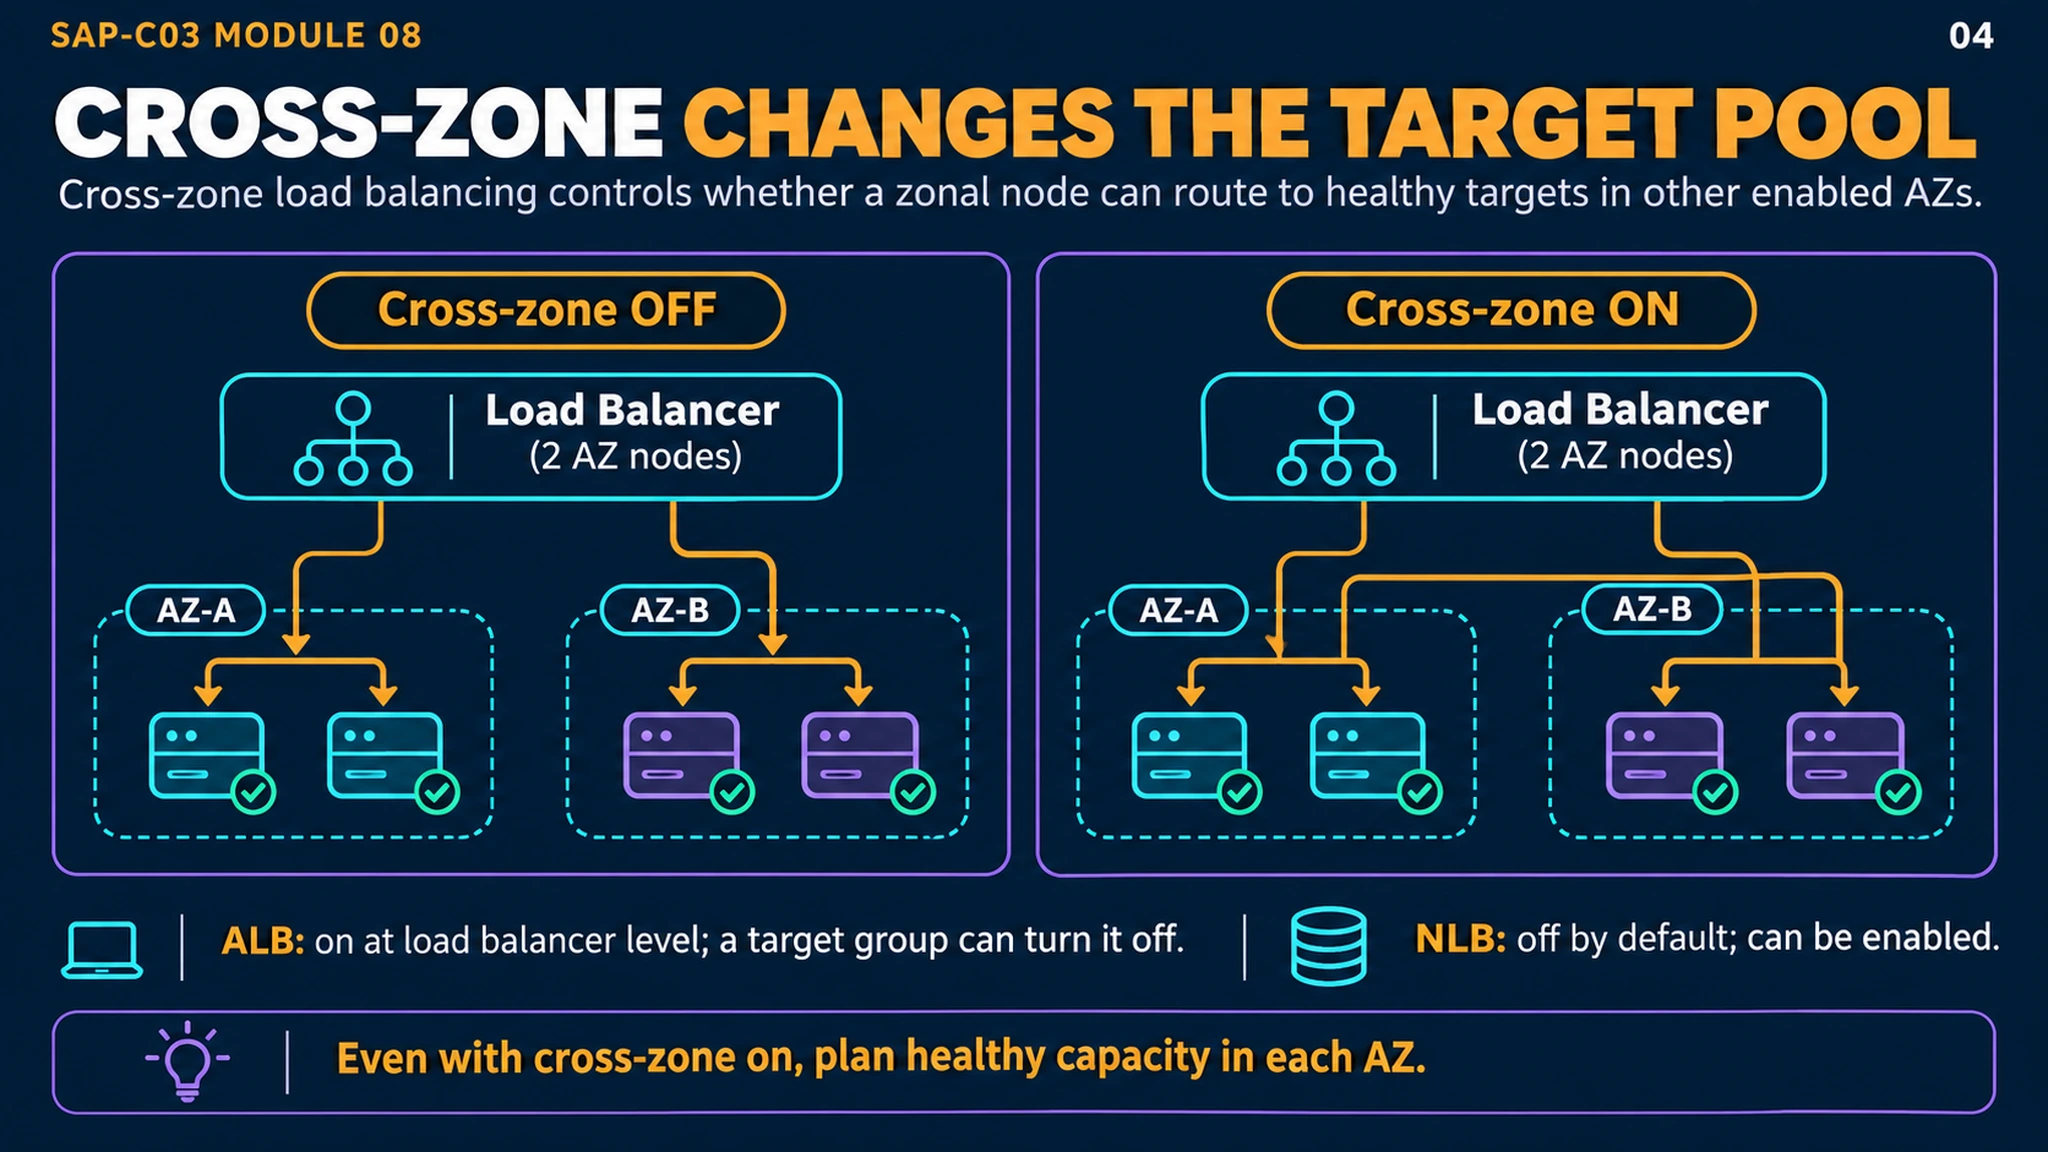 SAP-C03 MODULE 08
04
CROSS-ZONE CHANGES THE TARGET POOL
Cross-zone load balancing controls whether a zonal node can route to healthy targets in other enabled AZs.
Cross-zone OFF
Load Balancer
(2 AZ nodes)
AZ-A
AZ-B
Cross-zone ON
Load Balancer
(2 AZ nodes)
AZ-A
AZ-B
ALB: on at load balancer level; a target group can turn it off.
NLB: off by default; can be enabled.
Even with cross-zone on, plan healthy capacity in each AZ.